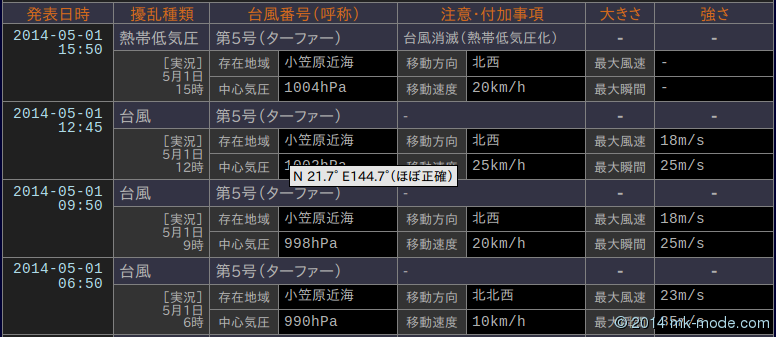 発表日時 擾乱種類 台風番号(呼称) 注意・付加事項 大きさ 強さ
2014-05-01 15:50 熱帯低気圧 第5号(ターファー) 台風消滅(熱帯低気圧化) - -
[実況] 5月1日 15時 存在地域 小笠原近海 移動方向 北西 最大風速 -
中心気圧 1004hPa 移動速度 20km/h 最大瞬間 -
2014-05-01 12:45 台風 第5号(ターファー) - - -
[実況] 5月1日 12時 存在地域 小笠原近海 移動方向 北西 最大風速 18m/s
中心気圧 1002hPa 移動速度 25km/h 最大瞬間 25m/s
N 21.7° E144.7°(ほぼ正確)
2014-05-01 09:50 台風 第5号(ターファー) - - -
[実況] 5月1日 9時 存在地域 小笠原近海 移動方向 北西 最大風速 18m/s
中心気圧 998hPa 移動速度 20km/h 最大瞬間 25m/s
2014-05-01 06:50 台風 第5号(ターファー) - - -
[実況] 5月1日 6時 存在地域 小笠原近海 移動方向 北北西 最大風速 23m/s
中心気圧 990hPa 移動速度 10km/h 最大瞬間 35m/s
© 2014 mk-mode.com